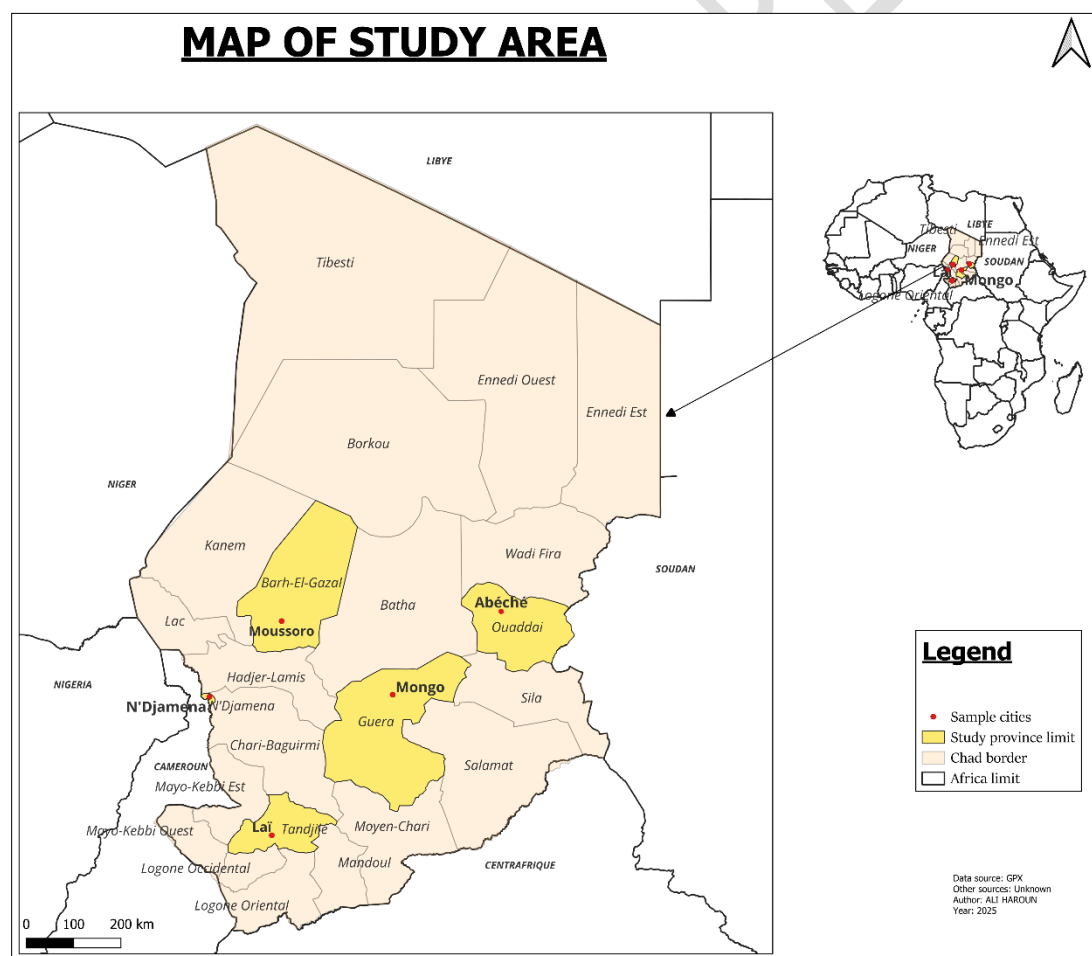 MAP OF STUDY AREA
LIBYE
Tibesti
Ennedi Ouest
Ennedi Est
Borkou
NIGER
Kanem
Barh-El-Gazal
Wadi Fira
SOUDAN
Batha
Abéché
Ouaddai
Lac
Moussoro
Hadjer-Lamis
NIGERIA
Mongo
Sila
N'Djamena
N'Djamena
Guera
Chari-Baguirmi
CAMEROUN
Salamat
Mayo-Kebbi Est
Laï
Tandjile
Moyen-Chari
Mayo-Kebbi Ouest
Logone Occidental
Mandoul
CENTRAFRIQUE
Logone Oriental
0 100 200 km
Tibesti
LIBYE
Ennedi Est
NIGER
SOUDAN
Mongo
Logone Oriental
Legend
Sample cities
Study province limit
Chad border
Africa limit
Data source: GPX
Other sources: Unknown
Author: ALI HAROUN
Year: 2025